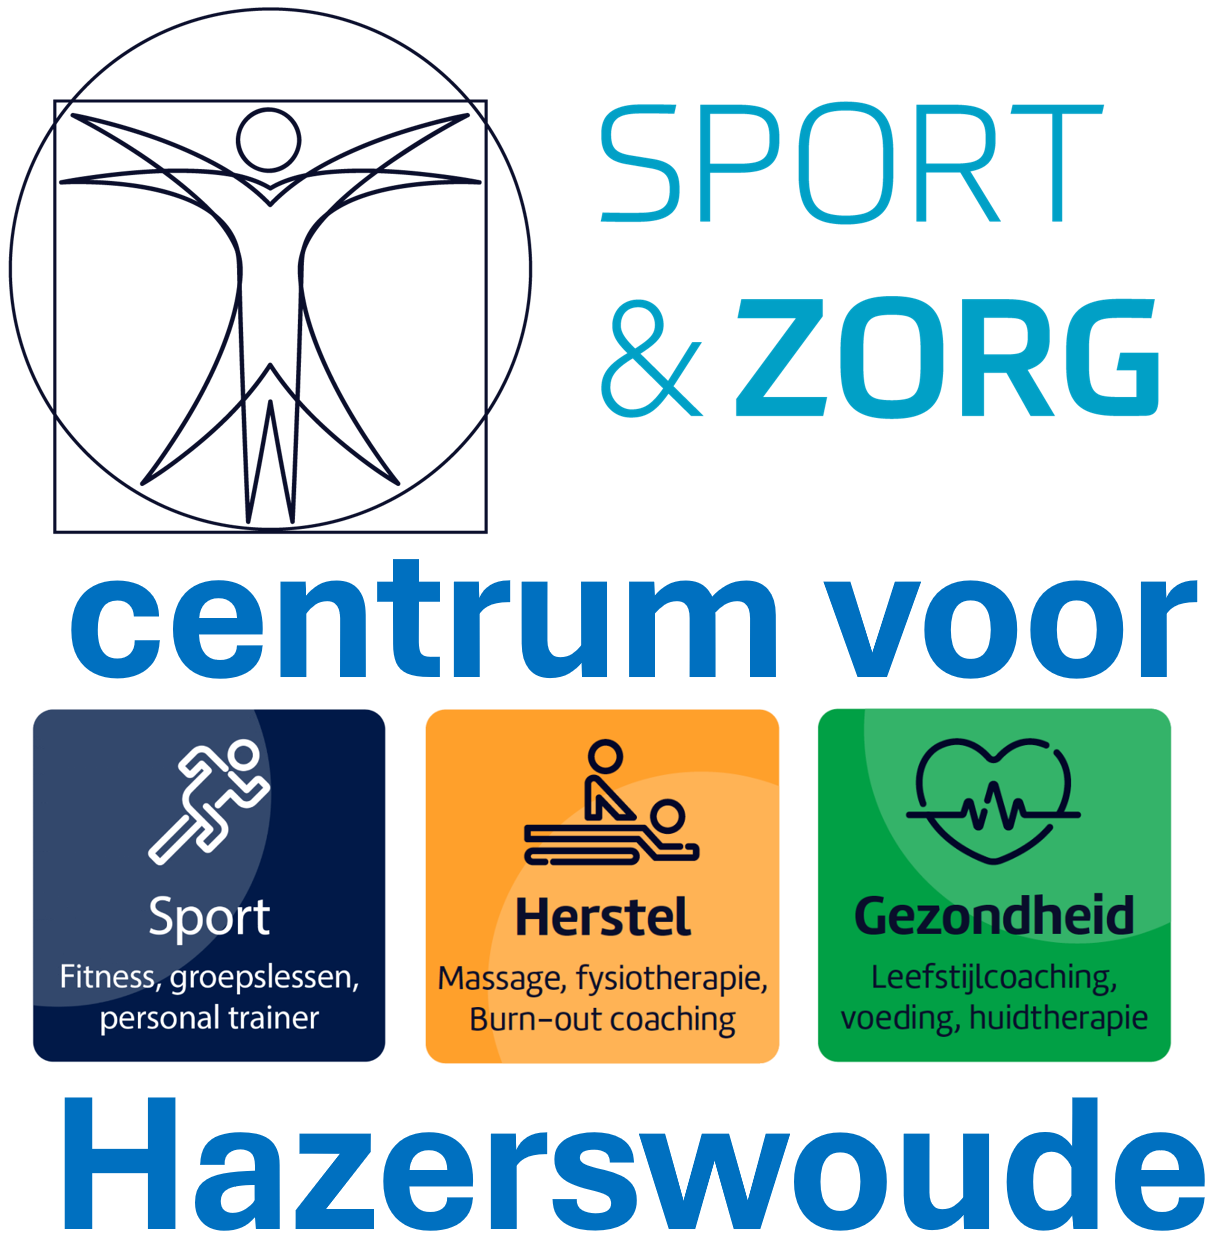 SPORT
& ZORG
centrum voor
Sport
Fitness, groepslessen,
personal trainer
Herstel
Massage, fysiotherapie,
Burn-out coaching
Gezondheid
Leefstijlcoaching,
voeding, huidtherapie
Hazerswoude